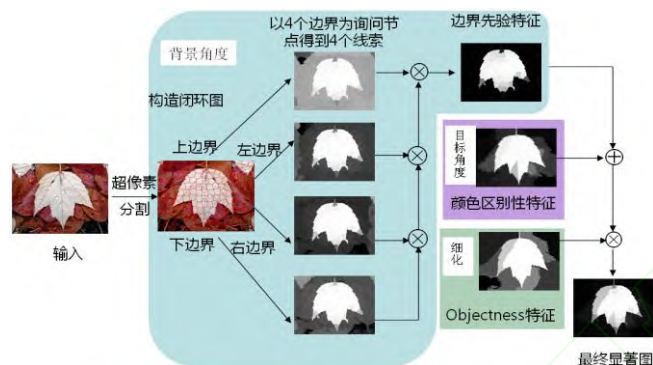 以4个边界为询问节
点得到4个线索
背景角度
边界先验特征
构造闭环图
上边界
左边界
超像素
分割
输入
下边界
右边界
目标角度
颜色区别性特征
细化
Objectness特征
最终显著图